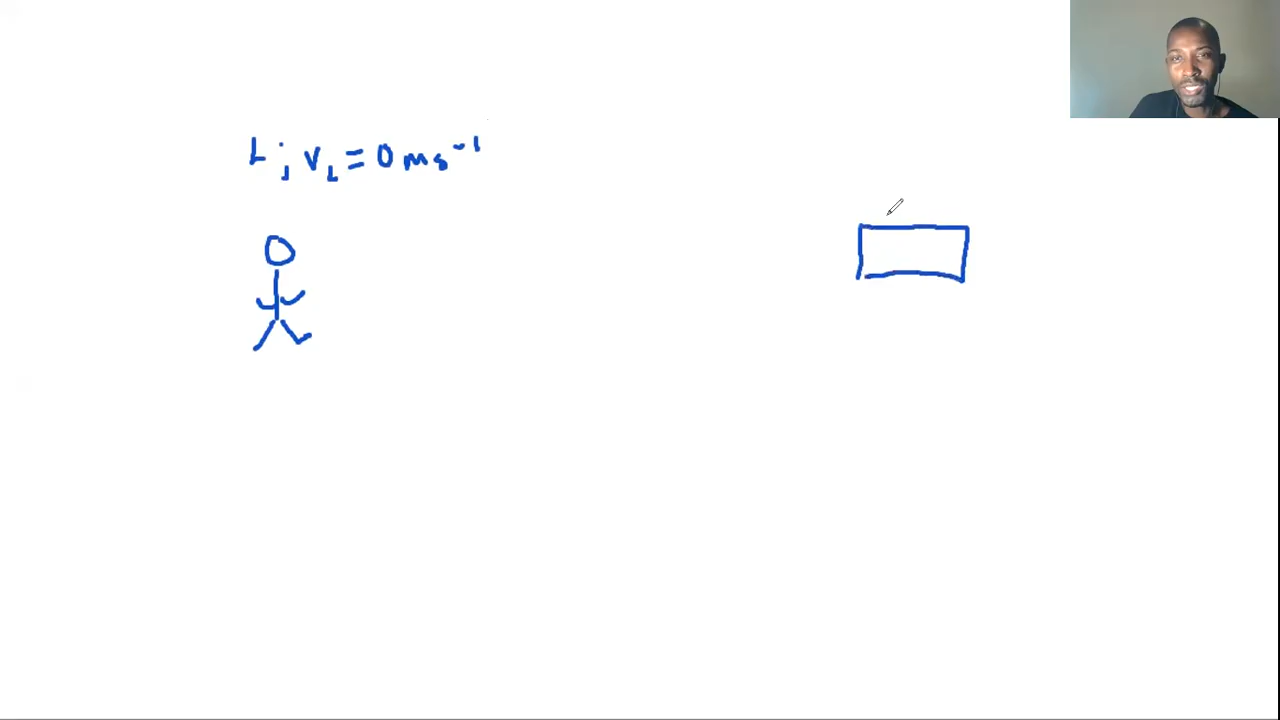 L ; v_L = 0 ms⁻¹